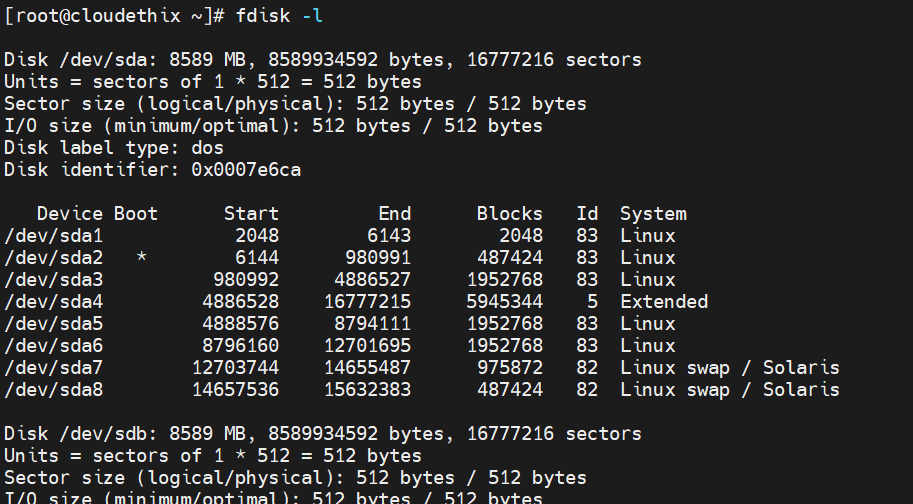 [root@cloudethix ~]# fdisk -l
Disk /dev/sda: 8589 MB, 8589934592 bytes, 16777216 sectors
Units = sectors of 1 * 512 = 512 bytes
Sector size (logical/physical): 512 bytes / 512 bytes
I/O size (minimum/optimal): 512 bytes / 512 bytes
Disk label type: dos
Disk identifier: 0x0007e6ca
Device Boot Start End Blocks Id System
/dev/sda1 2048 6143 2048 83 Linux
/dev/sda2 * 6144 980991 487424 83 Linux
/dev/sda3 980992 4886527 1952768 83 Linux
/dev/sda4 4886528 16777215 5945344 5 Extended
/dev/sda5 4888576 8794111 1952768 83 Linux
/dev/sda6 8796160 12701695 1952768 83 Linux
/dev/sda7 12703744 14655487 975872 82 Linux swap / Solaris
/dev/sda8 14657536 15632383 487424 82 Linux swap / Solaris
Disk /dev/sdb: 8589 MB, 8589934592 bytes, 16777216 sectors
Units = sectors of 1 * 512 = 512 bytes
Sector size (logical/physical): 512 bytes / 512 bytes
I/O size (minimum/optimal): 512 bytes / 512 bytes